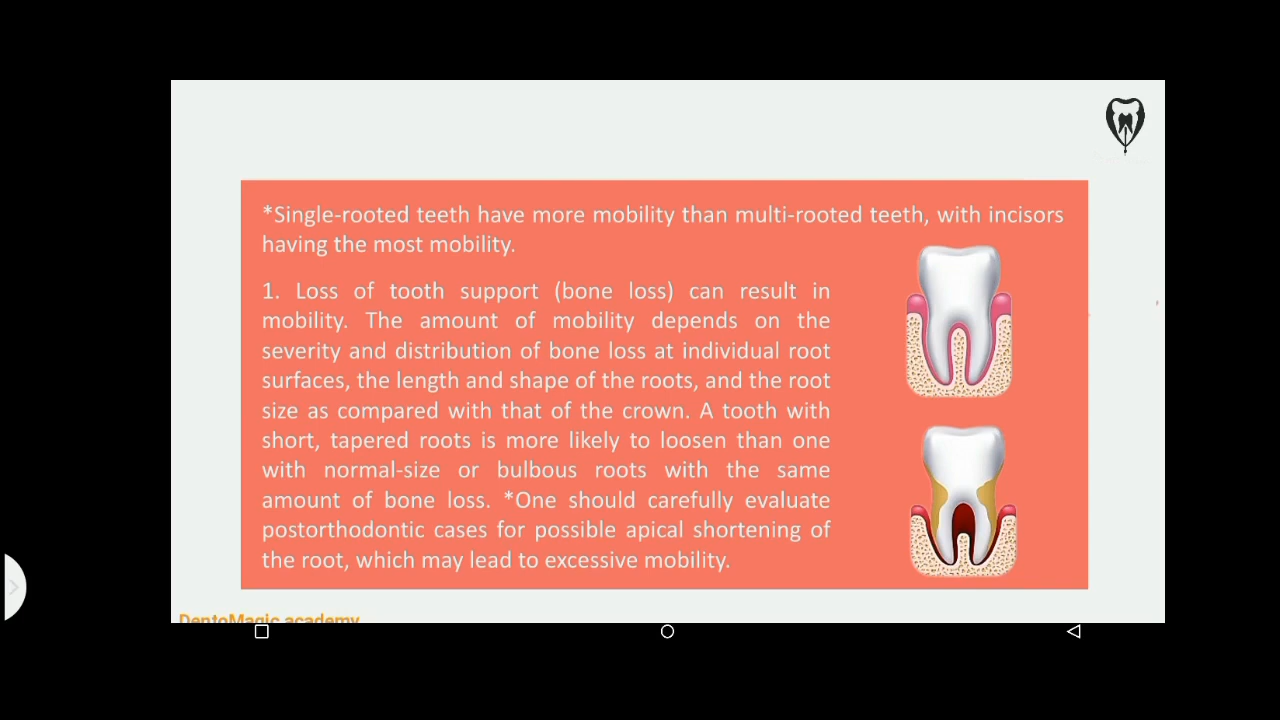 *Single-rooted teeth have more mobility than multi-rooted teeth, with incisors
having the most mobility.
1. Loss of tooth support (bone loss) can result in
mobility. The amount of mobility depends on the
severity and distribution of bone loss at individual root
surfaces, the length and shape of the roots, and the root
size as compared with that of the crown. A tooth with
short, tapered roots is more likely to loosen than one
with normal-size or bulbous roots with the same
amount of bone loss. *One should carefully evaluate
postorthodontic cases for possible apical shortening of
the root, which may lead to excessive mobility.
DentoMagic academy